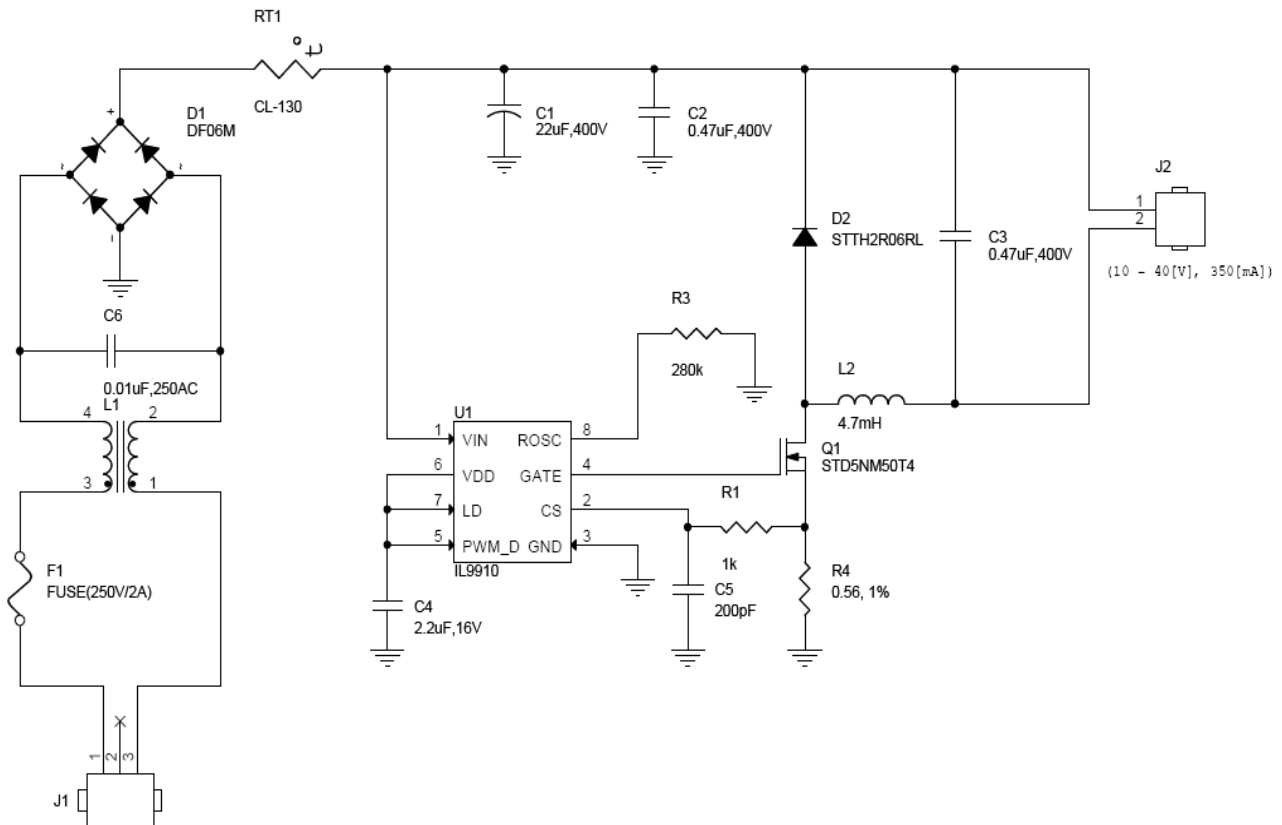 RT1
t
CL-130
D1
DF06M
+
~
~
-
C1
22uF,400V
C2
0.47uF,400V
J2
1
2
(10 - 40[V], 350[mA])
D2
STTH2R06RL
C3
0.47uF,400V
C6
0.01uF,250AC
L1
4
2
3
1
R3
280k
L2
4.7mH
U1
1
VIN
ROSC
8
6
VDD
GATE
4
7
LD
CS
2
5
PWM_D
GND
3
IL9910
Q1
STD5NM50T4
R1
1k
F1
FUSE(250V/2A)
C4
2.2uF,16V
C5
200pF
R4
0.56, 1%
1
2
3
J1